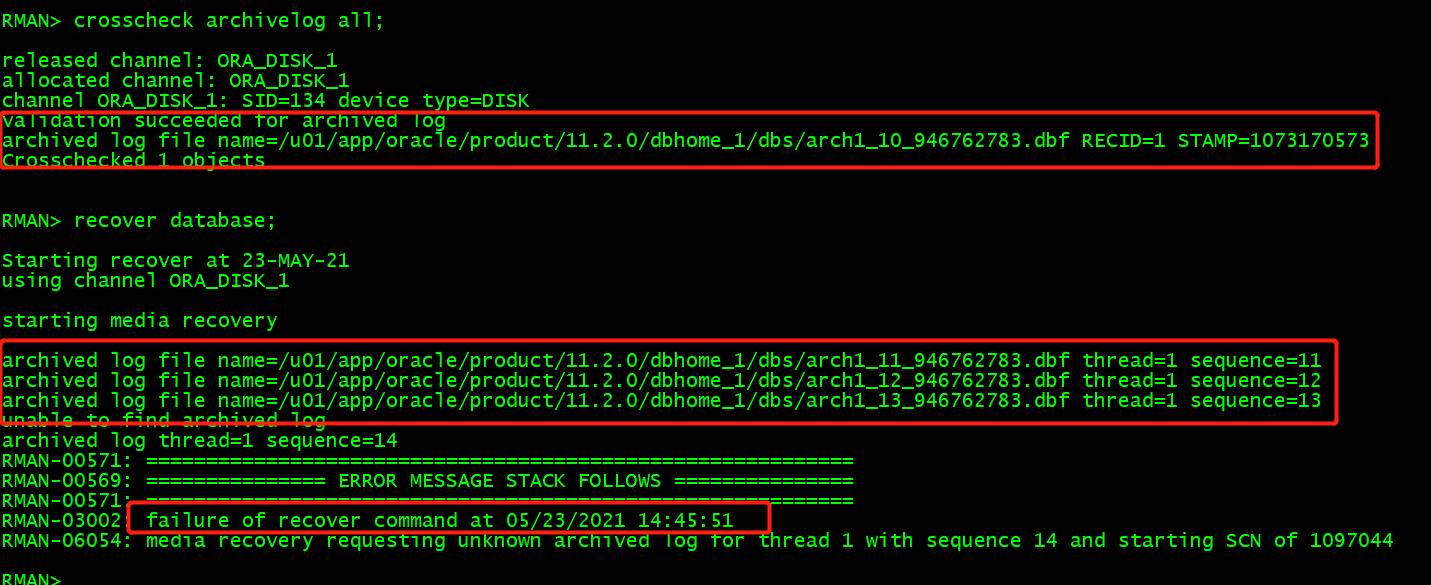 RMAN> crosscheck archivelog all;
released channel: ORA_DISK_1
allocated channel: ORA_DISK_1
channel ORA_DISK_1: SID=134 device type=DISK
validation succeeded for archived log
archived log file name=/u01/app/oracle/product/11.2.0/dbhome_1/dbs/arch1_10_946762783.dbf RECID=1 STAMP=1073170573
Crosschecked 1 objects
RMAN> recover database;
Starting recover at 23-MAY-21
using channel ORA_DISK_1
starting media recovery
archived log file name=/u01/app/oracle/product/11.2.0/dbhome_1/dbs/arch1_11_946762783.dbf thread=1 sequence=11
archived log file name=/u01/app/oracle/product/11.2.0/dbhome_1/dbs/arch1_12_946762783.dbf thread=1 sequence=12
archived log file name=/u01/app/oracle/product/11.2.0/dbhome_1/dbs/arch1_13_946762783.dbf thread=1 sequence=13
unable to find archived log
archived log thread=1 sequence=14
RMAN-00571: ===========================================================
RMAN-00569: =============== ERROR MESSAGE STACK FOLLOWS ===============
RMAN-00571: ===========================================================
RMAN-03002: failure of recover command at 05/23/2021 14:45:51
RMAN-06054: media recovery requesting unknown archived log for thread 1 with sequence 14 and starting SCN of 1097044
RMAN>